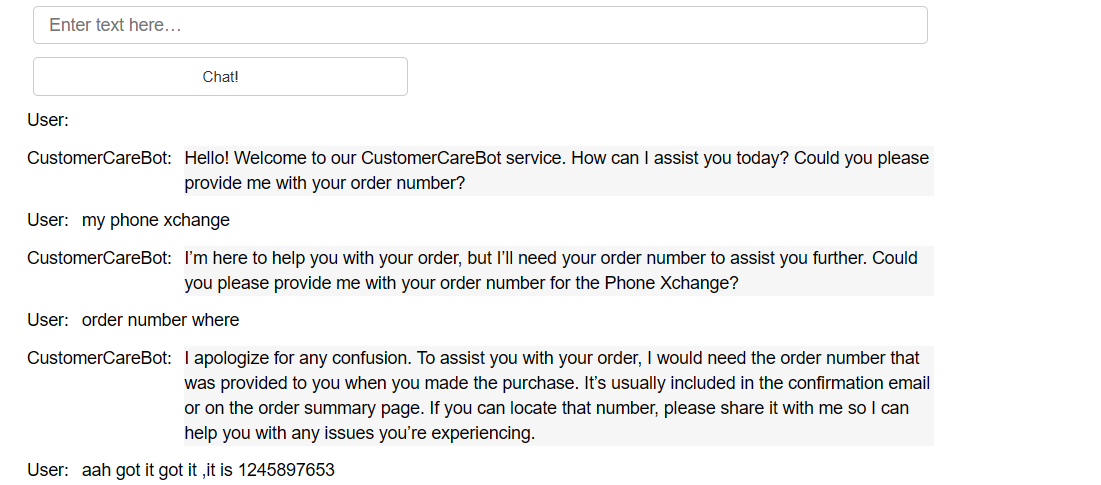 Enter text here…
Chat!
User:
CustomerCareBot: Hello! Welcome to our CustomerCareBot service. How can I assist you today? Could you please
provide me with your order number?
User: my phone xchange
CustomerCareBot: I’m here to help you with your order, but I’ll need your order number to assist you further. Could
you please provide me with your order number for the Phone Xchange?
User: order number where
CustomerCareBot: I apologize for any confusion. To assist you with your order, I would need the order number that
was provided to you when you made the purchase. It’s usually included in the confirmation email
or on the order summary page. If you can locate that number, please share it with me so I can
help you with any issues you’re experiencing.
User: aah got it got it ,it is 1245897653